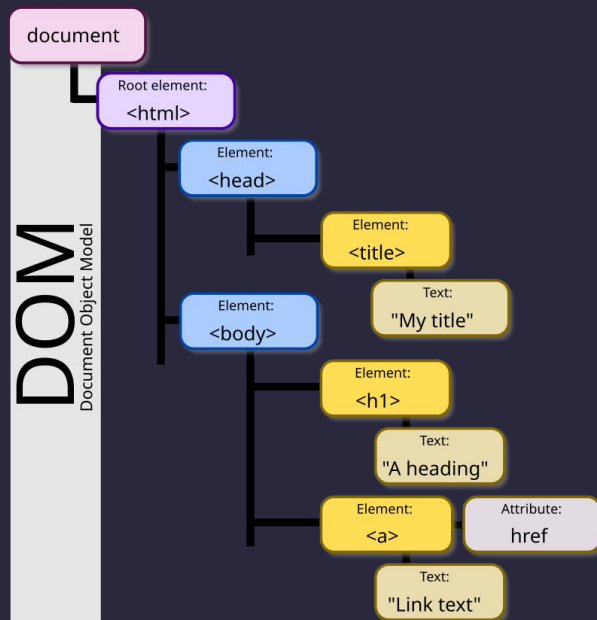 document
Root element:
<html>
Element:
<head>
Element:
<title>
Text:
"My title"
Element:
<body>
Element:
<h1>
Text:
"A heading"
Element:
<a>
Attribute:
href
Text:
"Link text"
DOM
Document Object Model